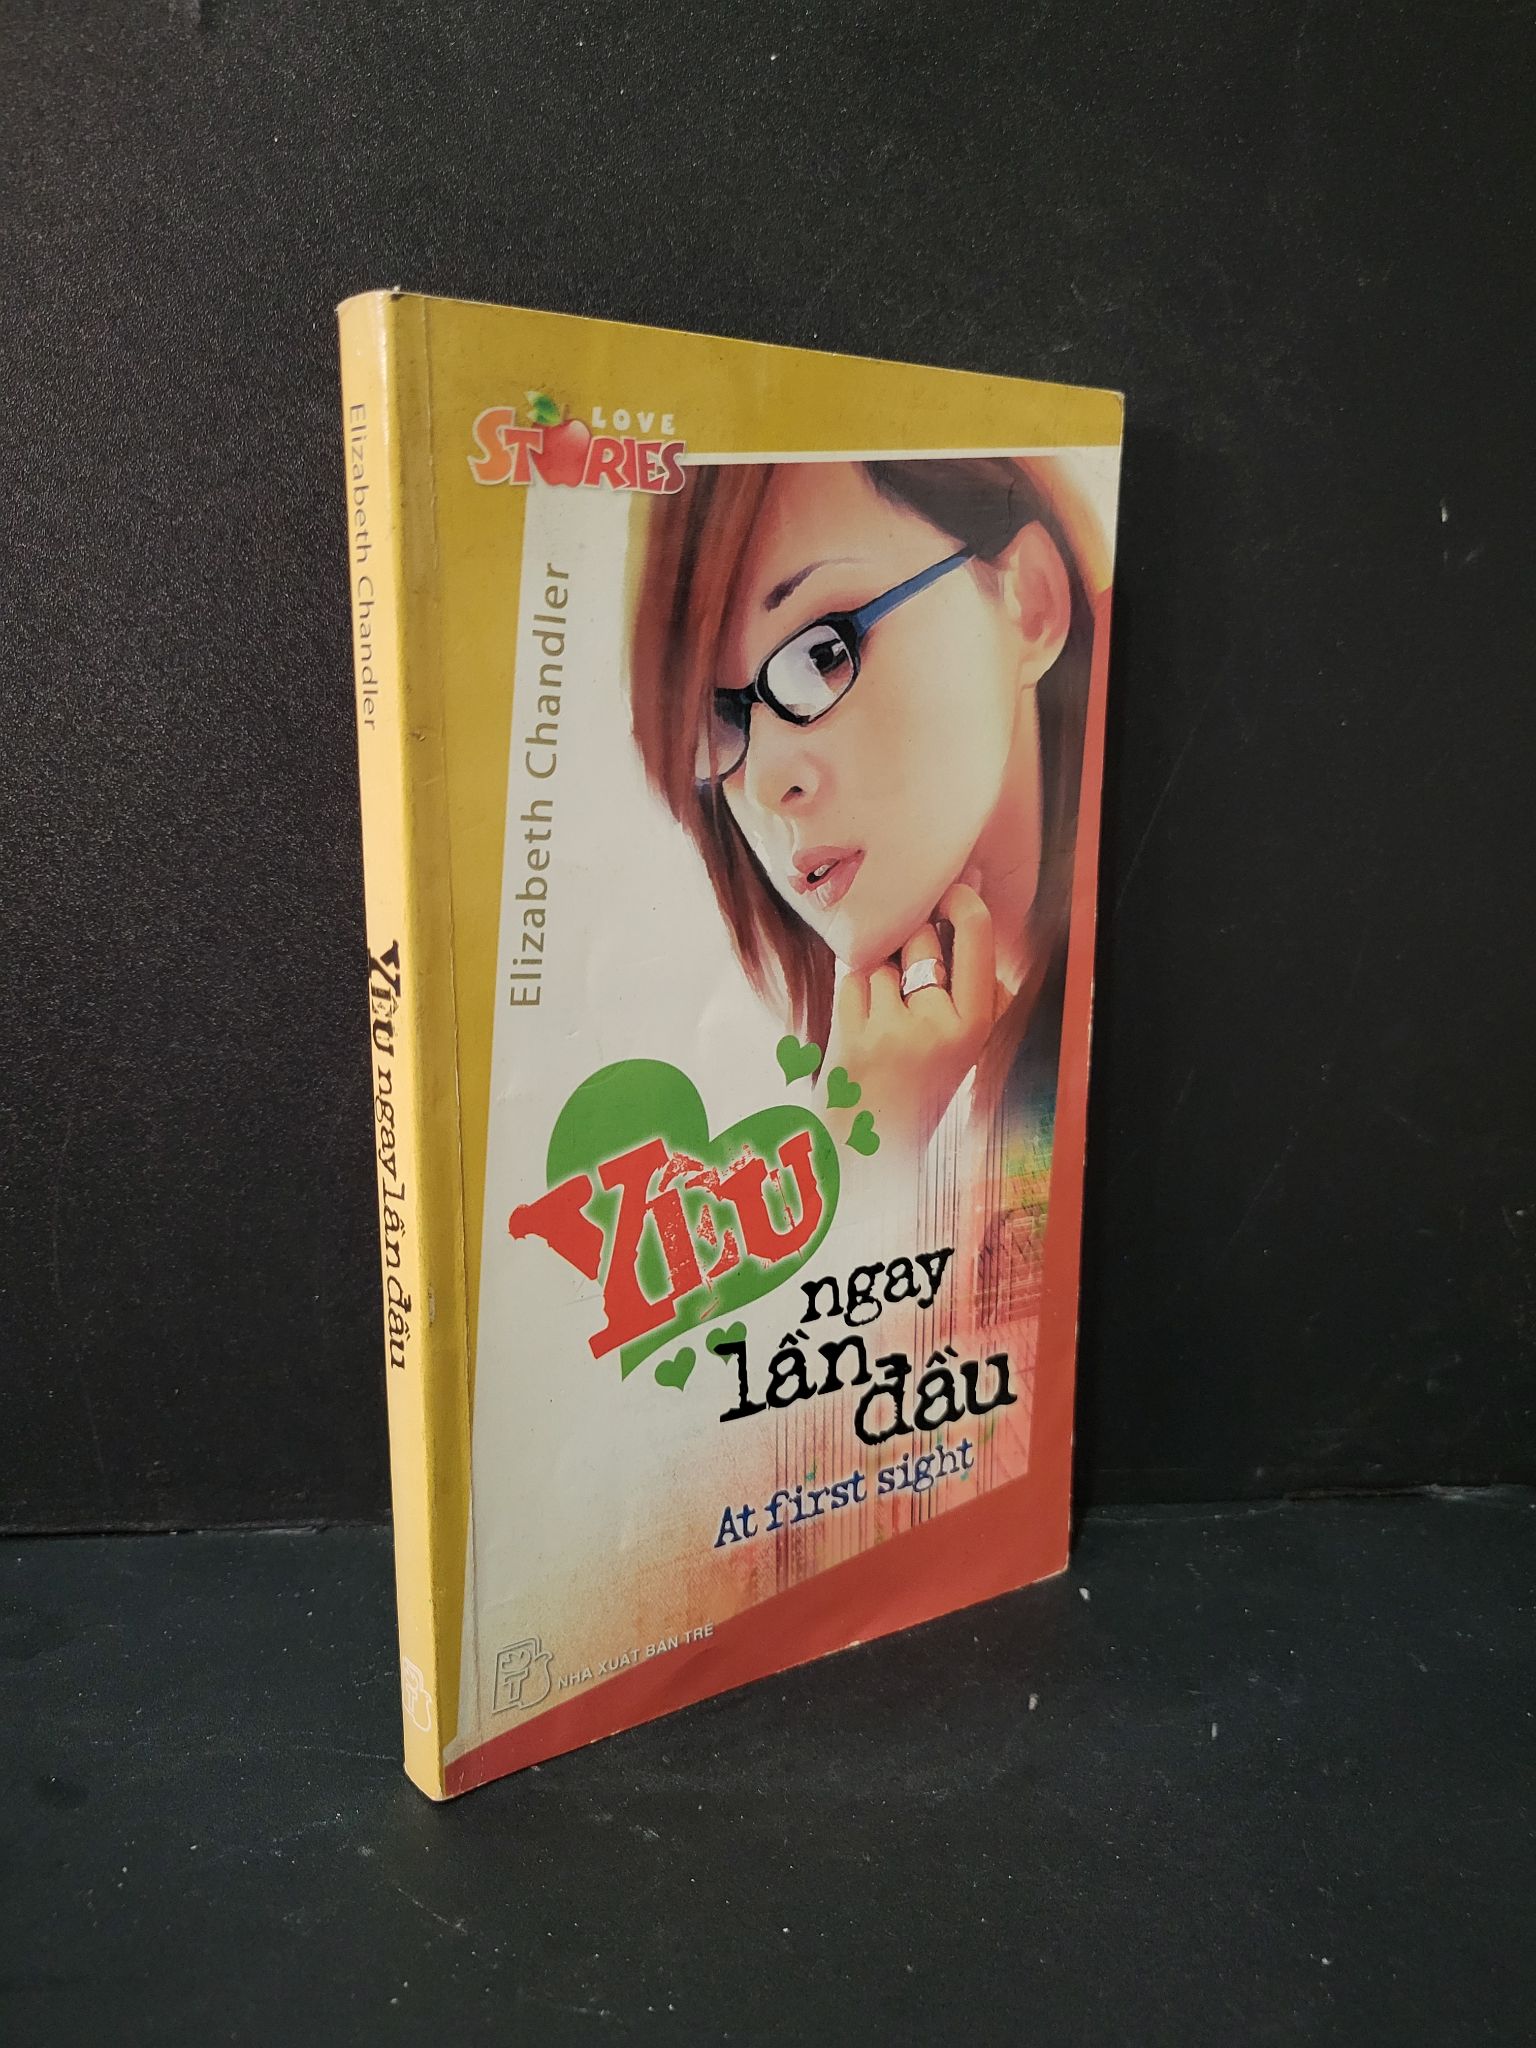 LOVE
STORIES
Elizabeth Chandler
YÊU
ngay
lần
đầu
At first sight
NHÀ XUẤT BẢN TRẺ
Elizabeth Chandler
YÊU ngay lần đầu